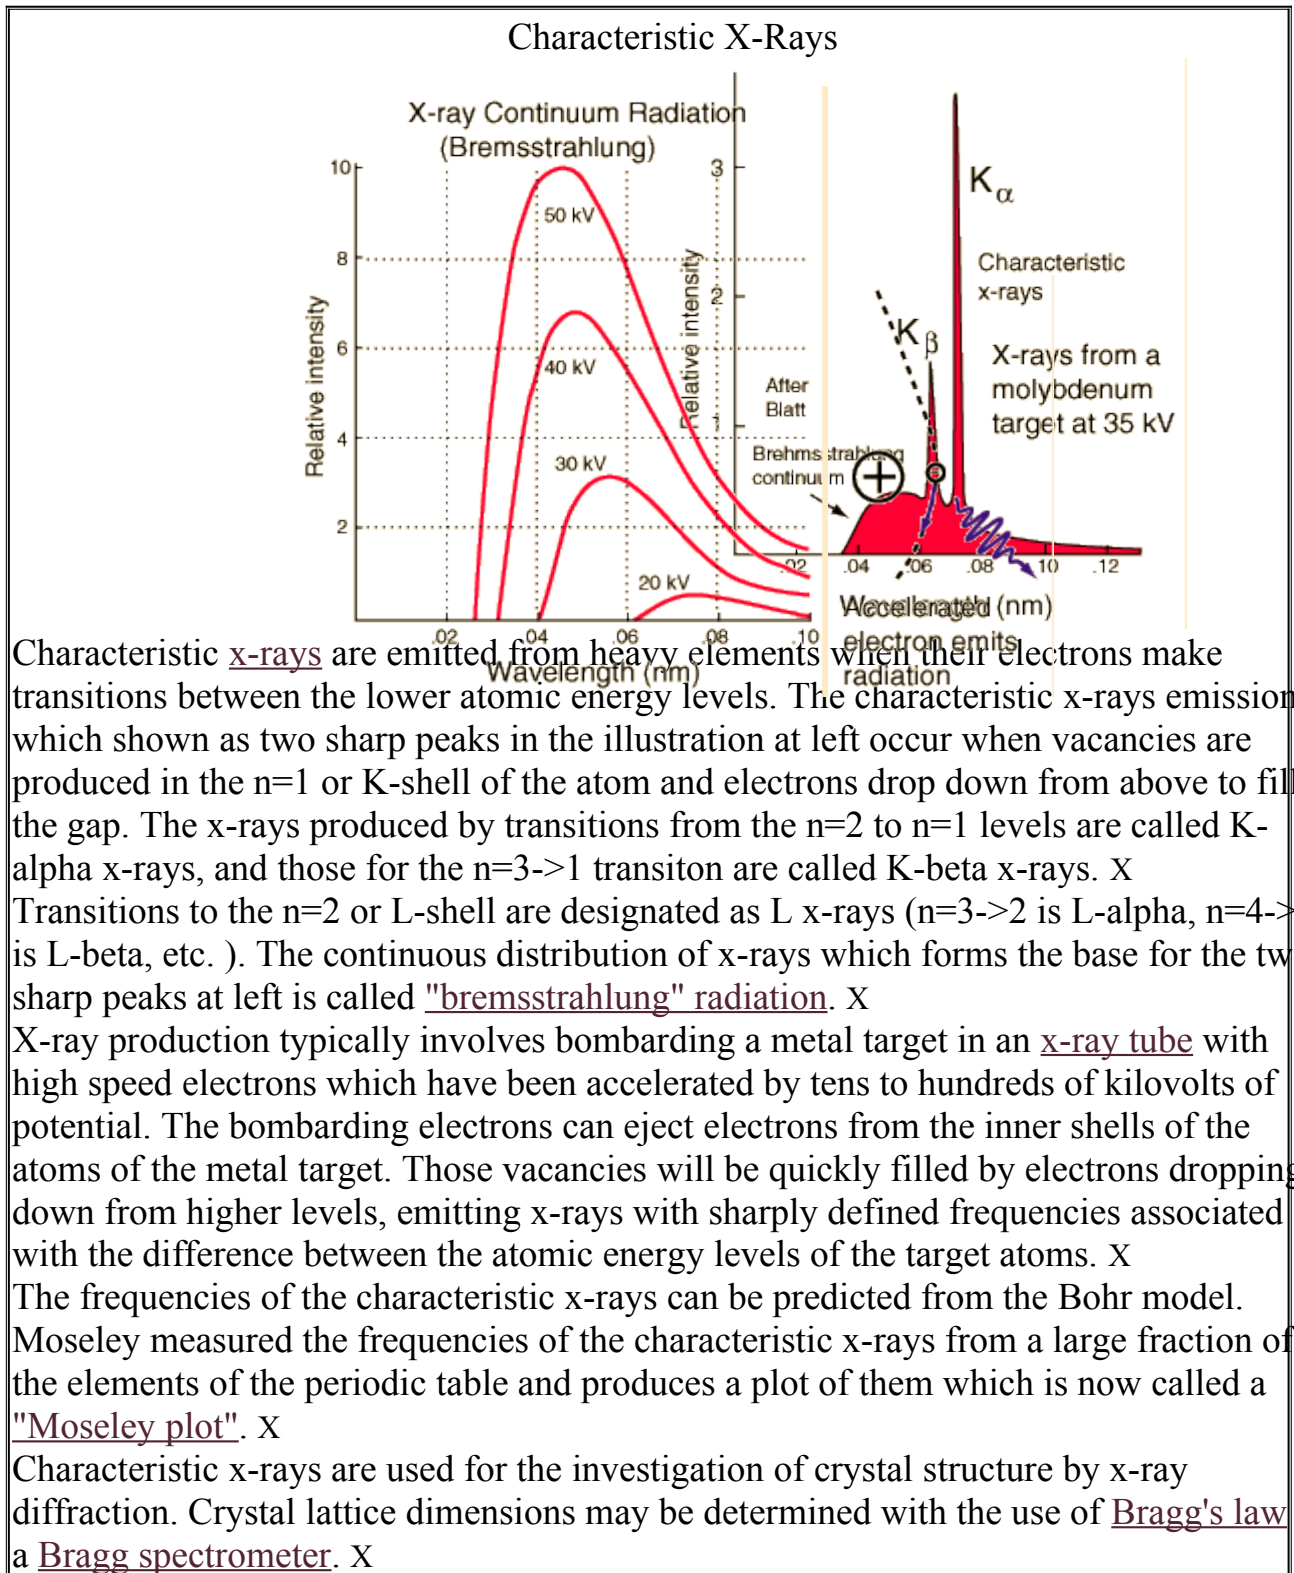 Characteristic X-Rays
X-ray Continuum Radiation
(Bremsstrahlung)
Relative intensity
10
8
6
4
2
50 kV
40 kV
30 kV
20 kV
.02 .04 .06 .08 .10
Wavelength (nm)
Relative intensity
3
2
1
After
Blatt
Brehmsstrahlung
continuum
Kα
Kβ
Characteristic
x-rays
X-rays from a
molybdenum
target at 35 kV
.02 .04 .06 .08 .10 .12
Wavelength (nm)
Accelerated
electron emits
radiation
Characteristic x-rays are emitted from heavy elements when their electrons make
transitions between the lower atomic energy levels. The characteristic x-rays emission
which shown as two sharp peaks in the illustration at left occur when vacancies are
produced in the n=1 or K-shell of the atom and electrons drop down from above to fill
the gap. The x-rays produced by transitions from the n=2 to n=1 levels are called K-
alpha x-rays, and those for the n=3->1 transiton are called K-beta x-rays. X
Transitions to the n=2 or L-shell are designated as L x-rays (n=3->2 is L-alpha, n=4->
is L-beta, etc. ). The continuous distribution of x-rays which forms the base for the tw
sharp peaks at left is called "bremsstrahlung" radiation. X
X-ray production typically involves bombarding a metal target in an x-ray tube with
high speed electrons which have been accelerated by tens to hundreds of kilovolts of
potential. The bombarding electrons can eject electrons from the inner shells of the
atoms of the metal target. Those vacancies will be quickly filled by electrons dropping
down from higher levels, emitting x-rays with sharply defined frequencies associated
with the difference between the atomic energy levels of the target atoms. X
The frequencies of the characteristic x-rays can be predicted from the Bohr model.
Moseley measured the frequencies of the characteristic x-rays from a large fraction of
the elements of the periodic table and produces a plot of them which is now called a
"Moseley plot". X
Characteristic x-rays are used for the investigation of crystal structure by x-ray
diffraction. Crystal lattice dimensions may be determined with the use of Bragg's law
a Bragg spectrometer. X